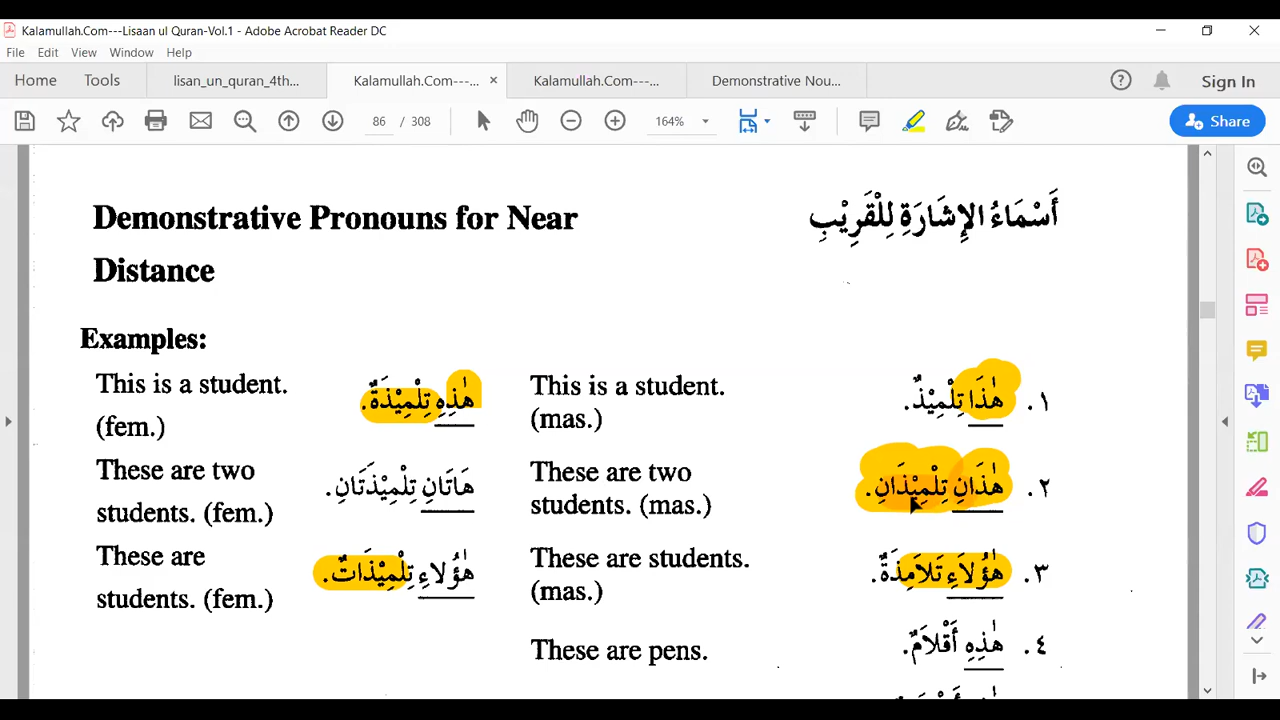 Kalamullah.Com---Lisaan ul Quran-Vol.1 - Adobe Acrobat Reader DC
File Edit View Window Help
Home Tools lisan_un_quran_4th... Kalamullah.Com---... × Kalamullah.Com---... Demonstrative Nou... Sign In
86 / 308 164% Share
Demonstrative Pronouns for Near أَسْمَاءُ الإِشَارَةِ لِلْقَرِيْبِ
Distance
Examples:
This is a student. هٰذِهِ تِلْمِيْذَةٌ. This is a student. ١. هٰذَا تِلْمِيْذٌ.
(fem.) (mas.)
These are two هَاتَانِ تِلْمِيْذَتَانِ. These are two ٢. هٰذَانِ تِلْمِيْذَانِ.
students. (fem.) students. (mas.)
These are هٰؤُلاَءِ تِلْمِيْذَاتٌ. These are students. ٣. هٰؤُلاَءِ تَلاَمِذَةٌ.
students. (fem.) (mas.)
These are pens. ٤. هٰذِهِ أَقْلاَمٌ.